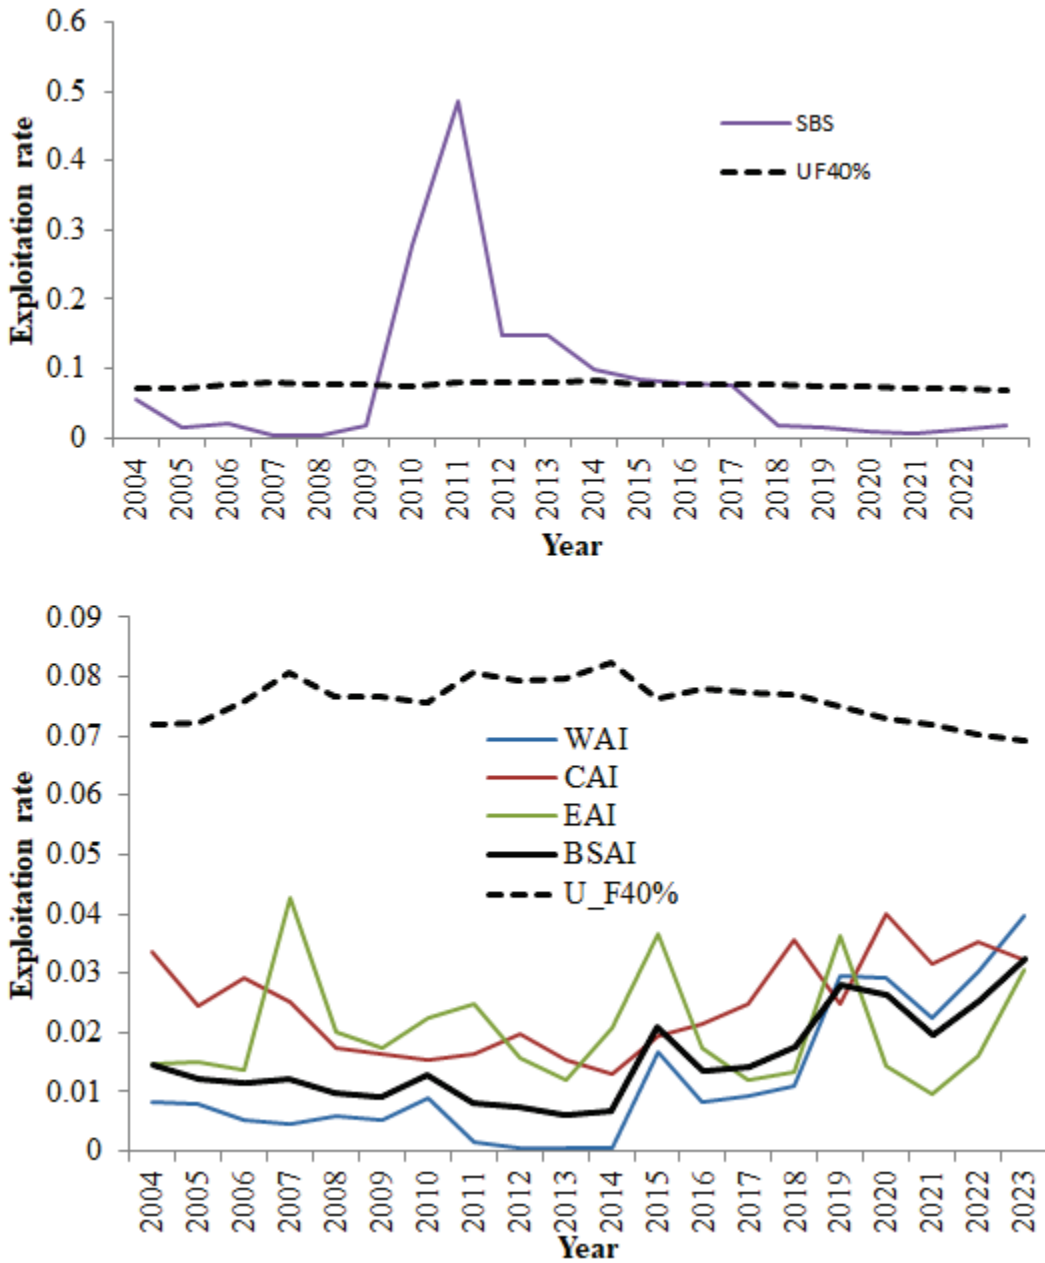 0.6
0.5
0.4
0.3
0.2
0.1
0
Exploitation rate
SBS
UF40%
2004 2005 2006 2007 2008 2009 2010 2011 2012 2013 2014 2015 2016 2017 2018 2019 2020 2021 2022
Year
0.09
0.08
0.07
0.06
0.05
0.04
0.03
0.02
0.01
0
Exploitation rate
WAI
CAI
EAI
BSAI
U_F40%
2004 2005 2006 2007 2008 2009 2010 2011 2012 2013 2014 2015 2016 2017 2018 2019 2020 2021 2022 2023
Year